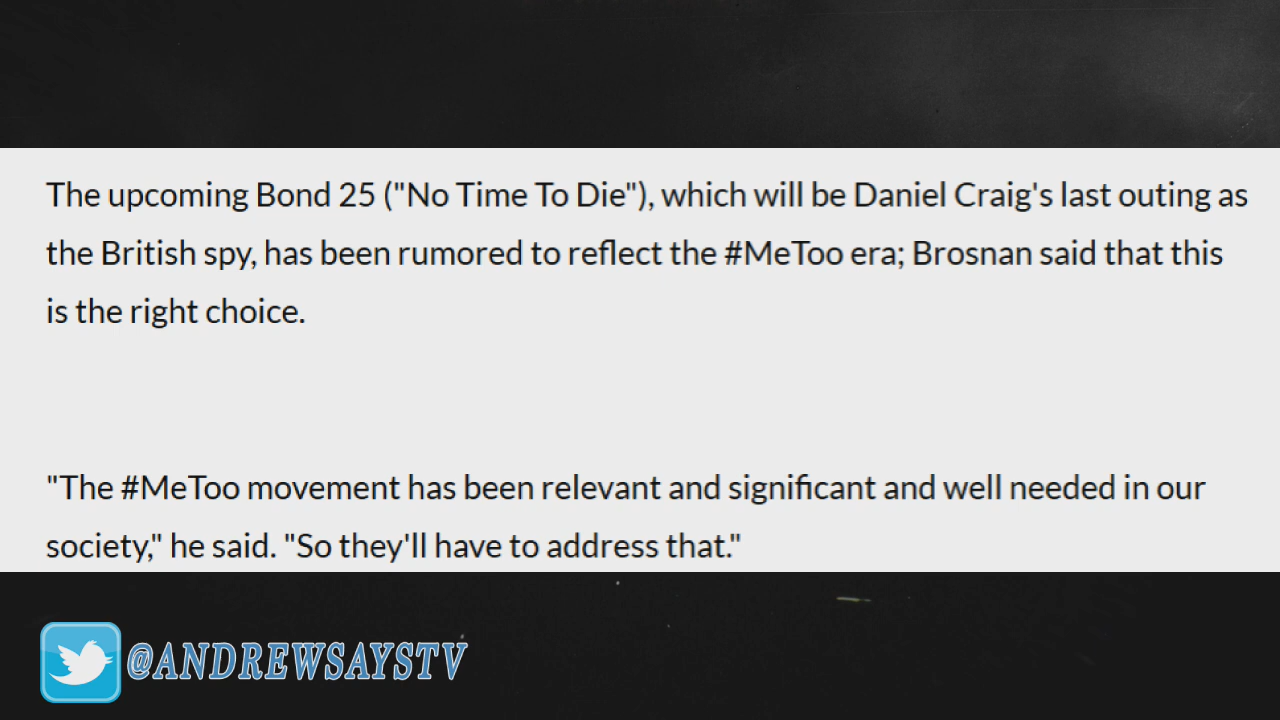 The upcoming Bond 25 ("No Time To Die"), which will be Daniel Craig's last outing as
the British spy, has been rumored to reflect the #MeToo era; Brosnan said that this
is the right choice.
"The #MeToo movement has been relevant and significant and well needed in our
society," he said. "So they'll have to address that."
@ANDREWSAYSTV